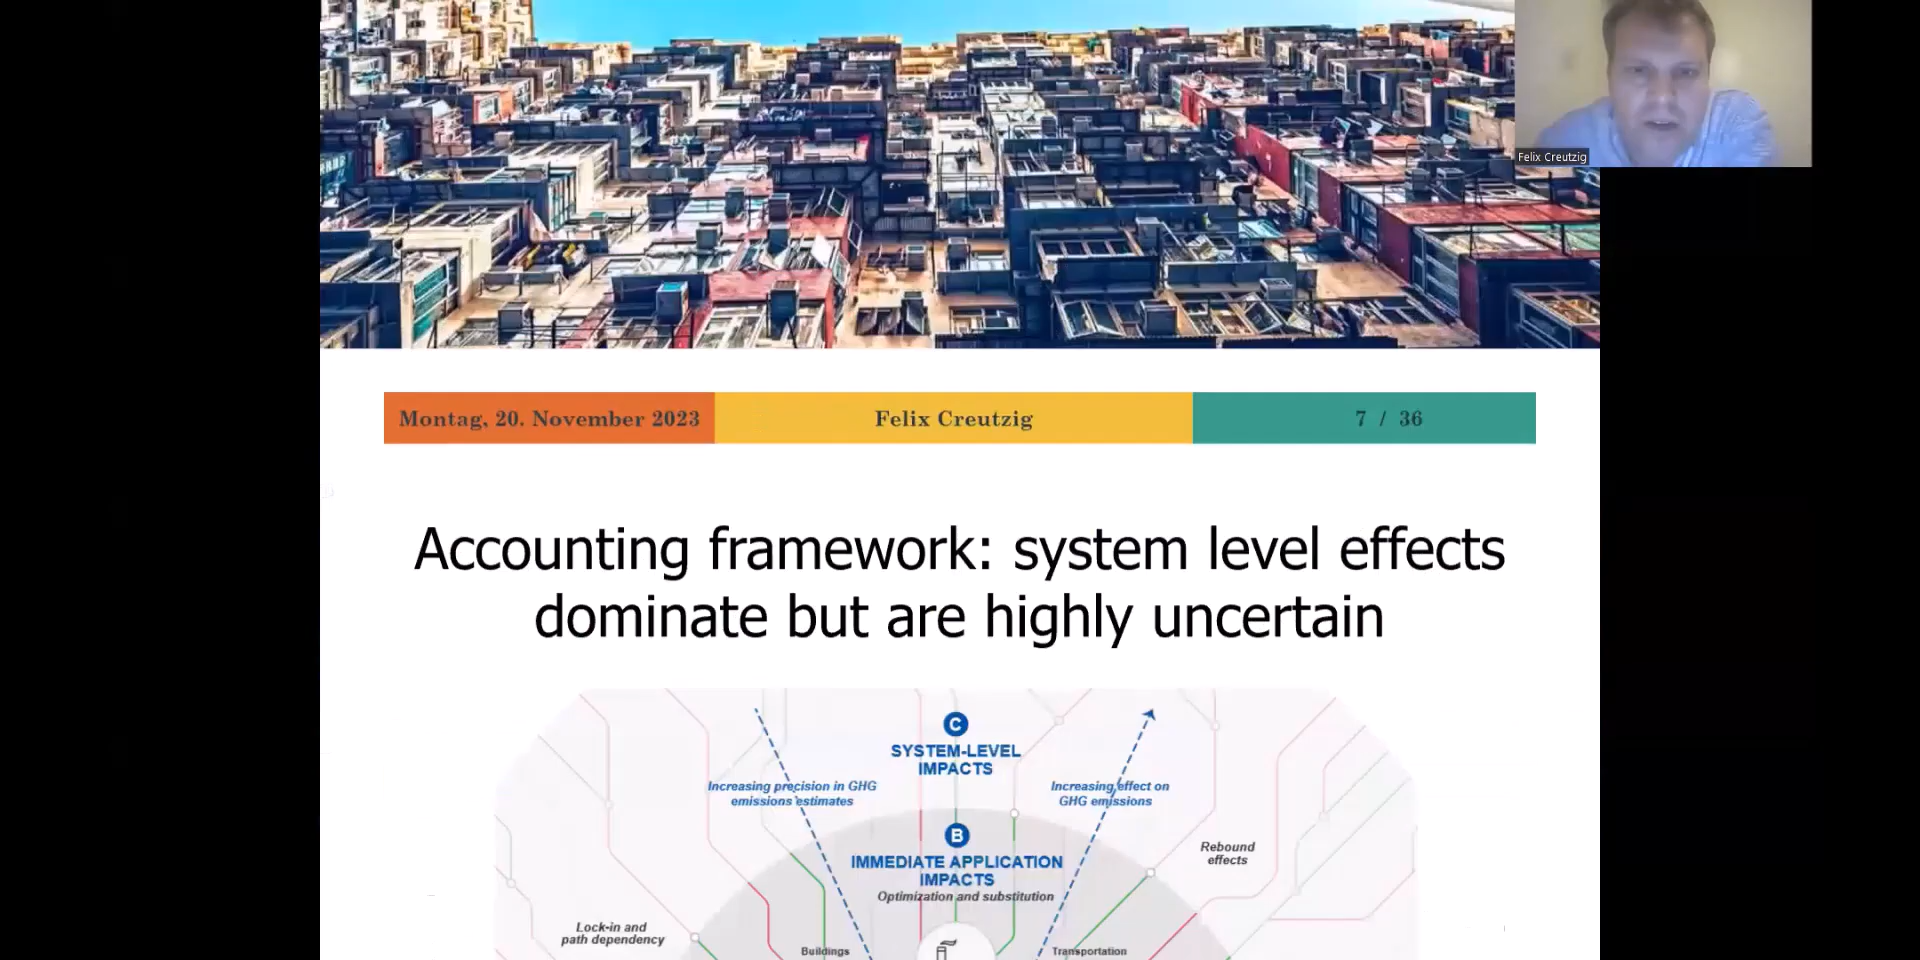 Felix Creutzig
Montag, 20. November 2023
Felix Creutzig
7 / 36
Accounting framework: system level effects
dominate but are highly uncertain
C
SYSTEM-LEVEL
IMPACTS
Increasing precision in GHG
emissions estimates
Increasing effect on
GHG emissions
B
IMMEDIATE APPLICATION
IMPACTS
Optimization and substitution
Rebound
effects
Lock-in and
path dependency
Buildings
Transportation